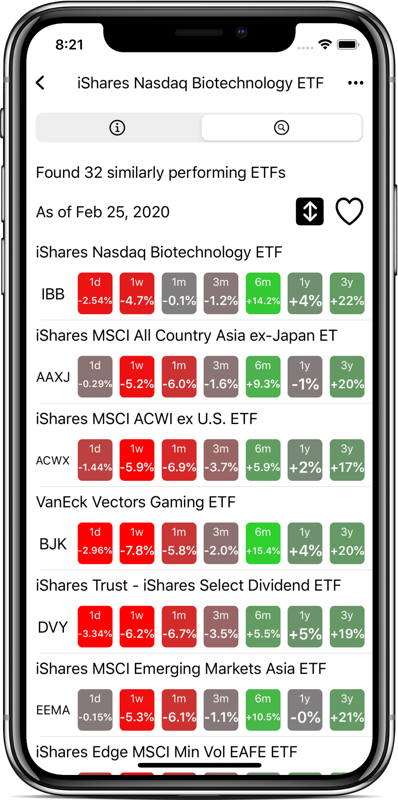 8:21
iShares Nasdaq Biotechnology ETF
Found 32 similarly performing ETFs
As of Feb 25, 2020
iShares Nasdaq Biotechnology ETF
IBB 1d -2.54% 1w -4.7% 1m -0.1% 3m -1.2% 6m +14.2% 1y +4% 3y +22%
iShares MSCI All Country Asia ex-Japan ET
AAXJ 1d -0.29% 1w -5.2% 1m -6.0% 3m -1.6% 6m +9.3% 1y -1% 3y +20%
iShares MSCI ACWI ex U.S. ETF
ACWX 1d -1.44% 1w -5.9% 1m -6.9% 3m -3.7% 6m +5.9% 1y +2% 3y +17%
VanEck Vectors Gaming ETF
BJK 1d -2.96% 1w -7.8% 1m -5.8% 3m -2.0% 6m +15.4% 1y +4% 3y +20%
iShares Trust - iShares Select Dividend ETF
DVY 1d -3.34% 1w -6.2% 1m -6.7% 3m -3.5% 6m +5.5% 1y +5% 3y +19%
iShares MSCI Emerging Markets Asia ETF
EEMA 1d -0.15% 1w -5.3% 1m -6.1% 3m -1.1% 6m +10.5% 1y -0% 3y +21%
iShares Edge MSCI Min Vol EAFE ETF